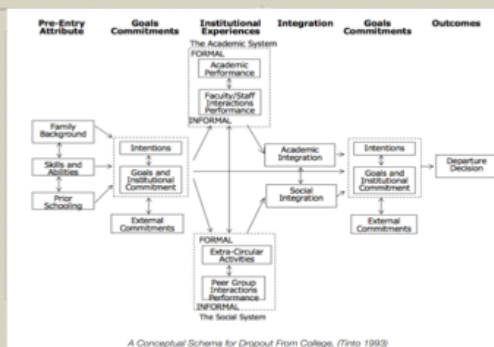 Pre-Entry Attribute
Goals Commitments
Institutional Experiences
Integration
Goals Commitments
Outcomes
The Academic System
FORMAL
Academic
Performance
Faculty/Staff
Interactions
Performance
INFORMAL
Family
Background
Skills and
Abilities
Prior
Schooling
Intentions
Goals and
Institutional
Commitment
External
Commitments
Academic
Integration
Social
Integration
Intentions
Goals and
Institutional
Commitment
External
Commitments
Departure
Decision
FORMAL
Extra-Circular
Activities
Peer Group
Interactions
Performance
INFORMAL
The Social System
A Conceptual Schema for Dropout From College, (Tinto 1993)